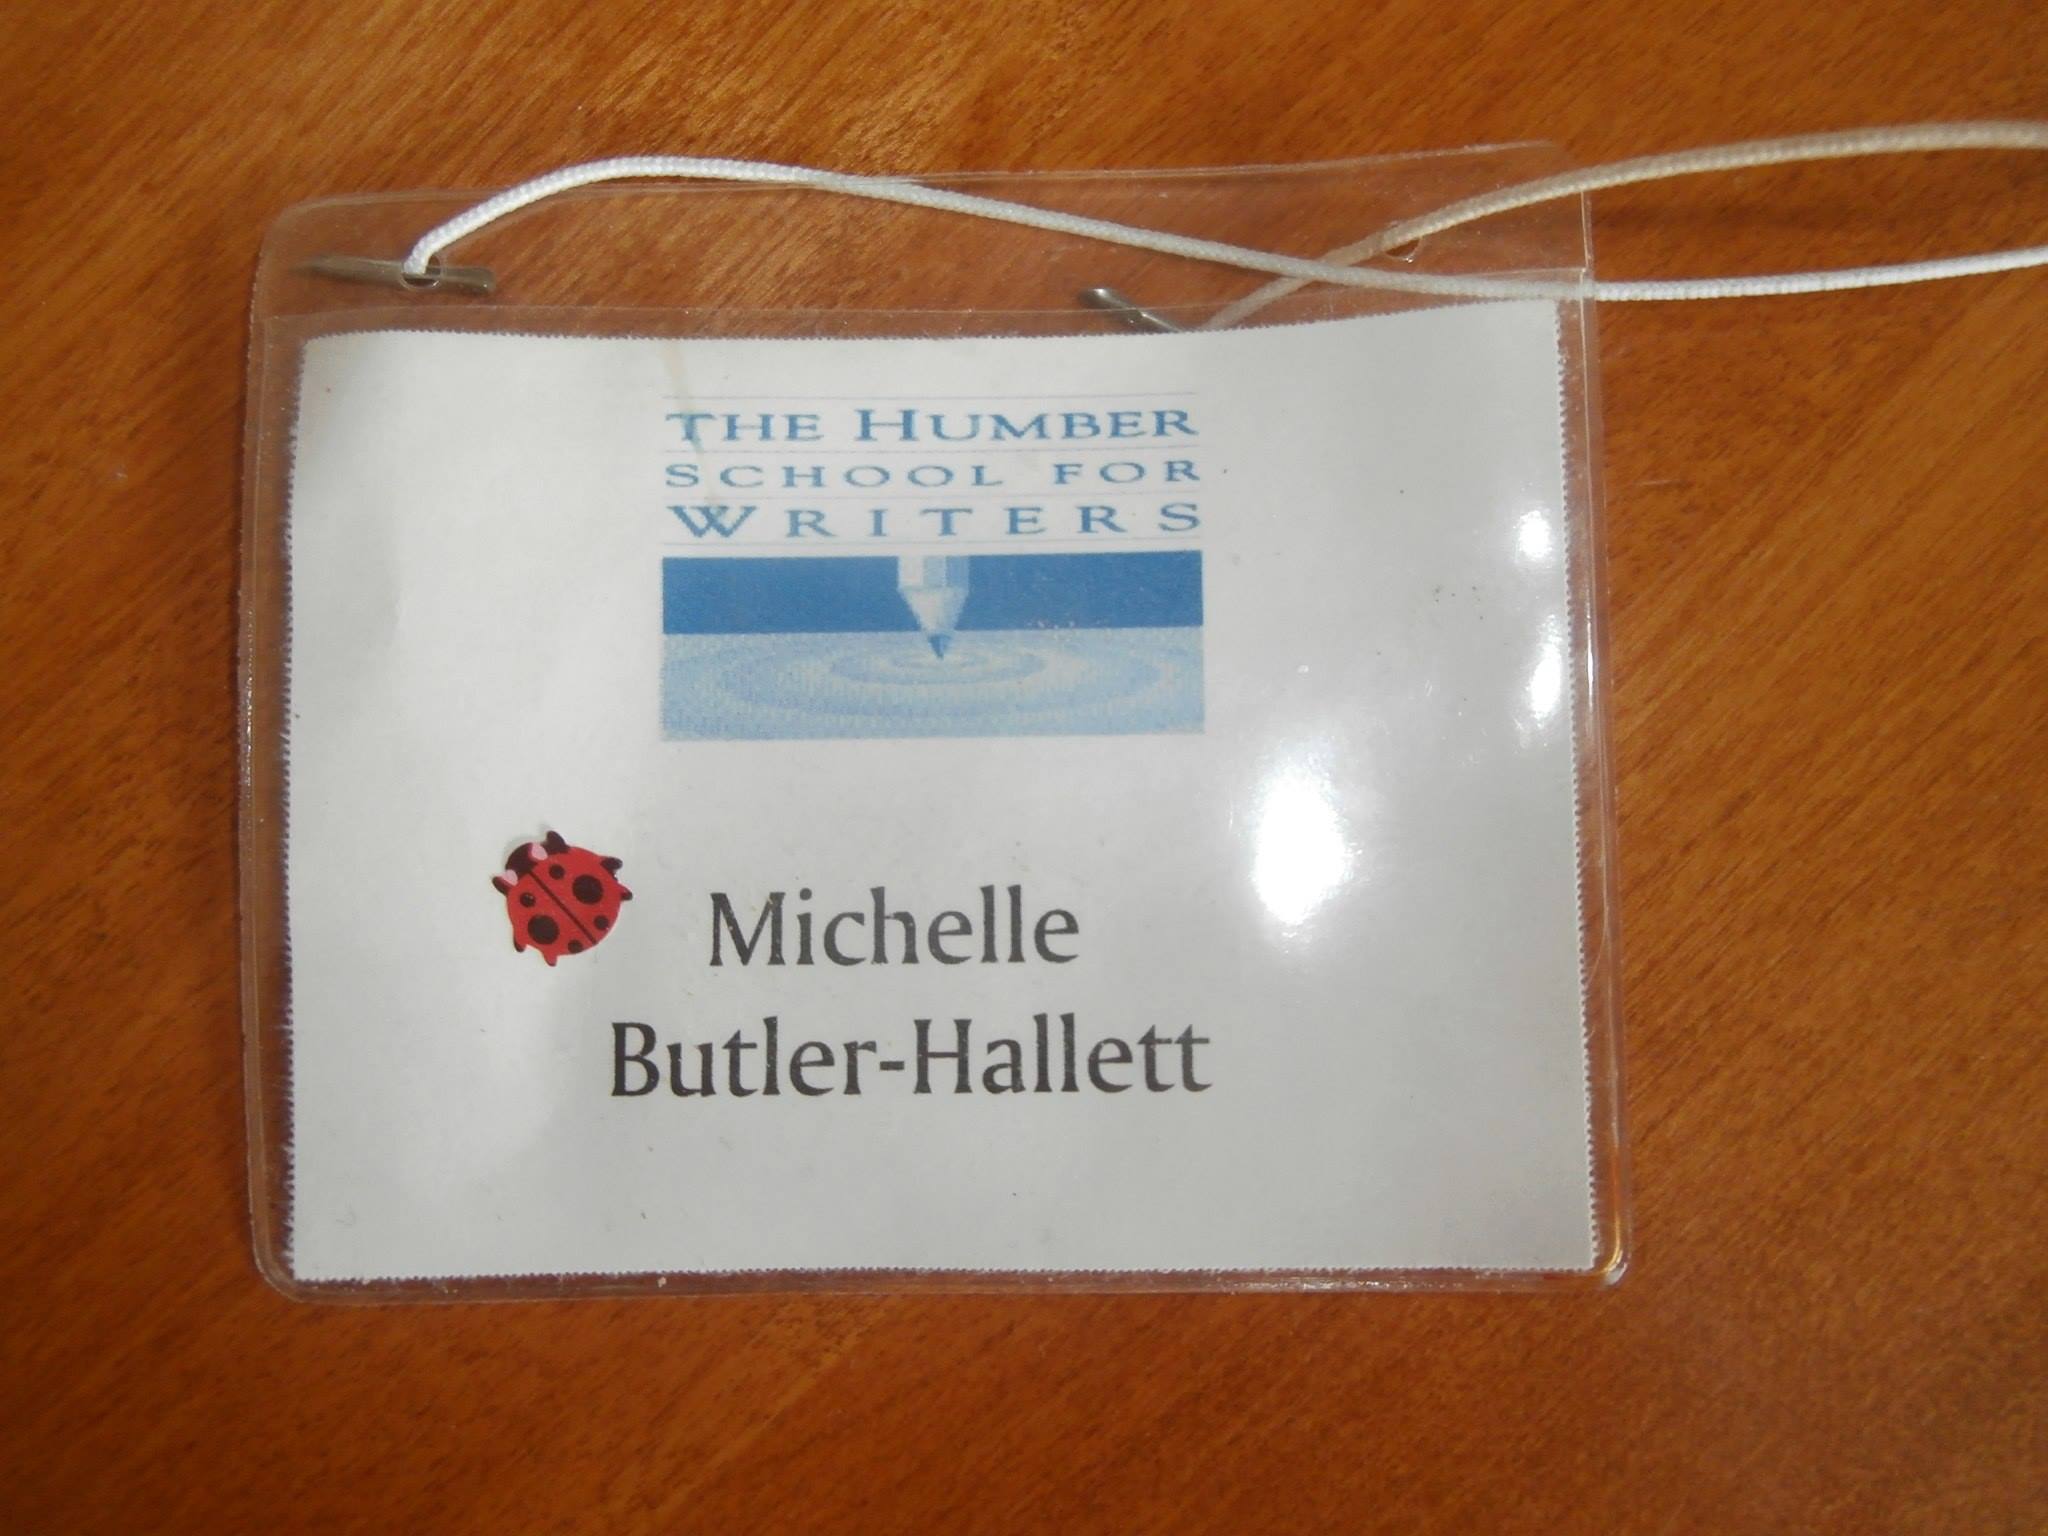 THE HUMBER
SCHOOL FOR
WRITERS
Michelle
Butler-Hallett